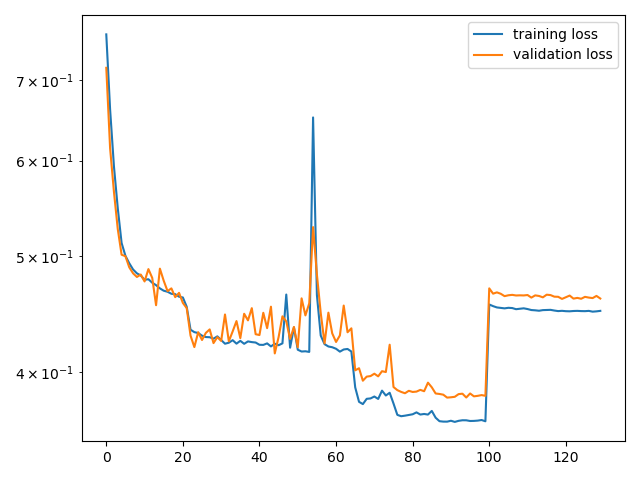 training loss
validation loss
7 × 10⁻¹
6 × 10⁻¹
5 × 10⁻¹
4 × 10⁻¹
0 20 40 60 80 100 120